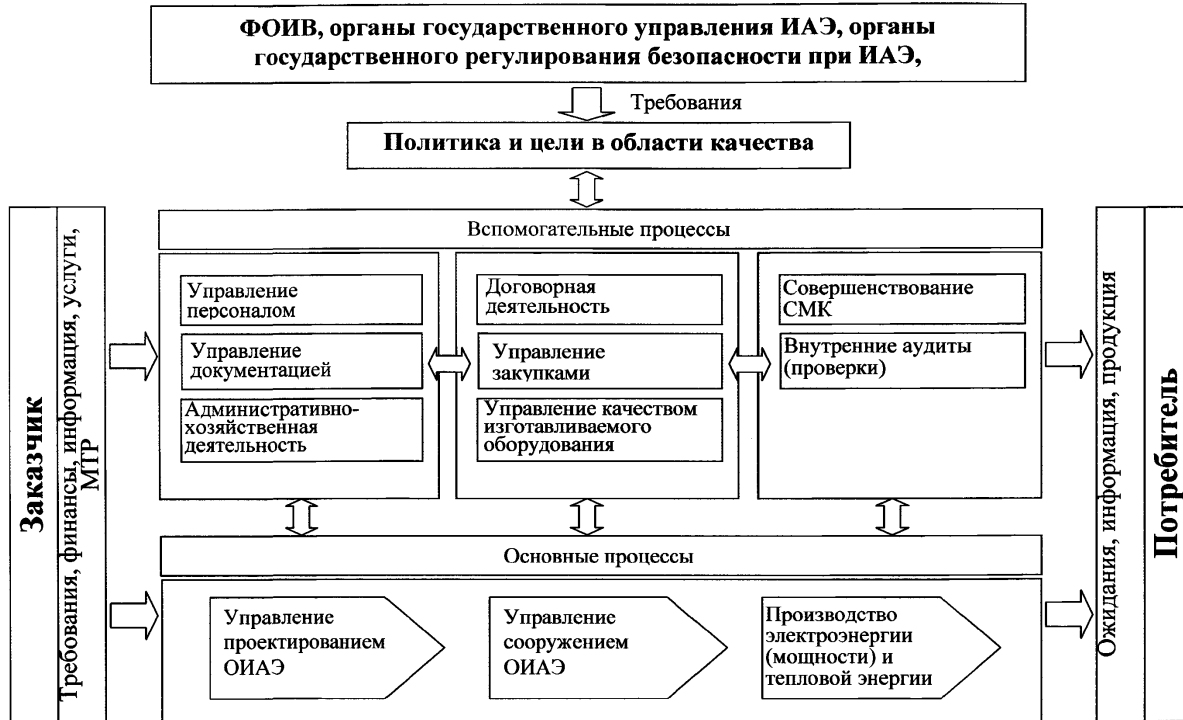 ФОИВ, органы государственного управления ИАЭ, органы
государственного регулирования безопасности при ИАЭ,
Требования
Политика и цели в области качества
Заказчик
Требования, финансы, информация, услуги,
МТР
Вспомогательные процессы
Управление
персоналом
Управление
документацией
Административно-
хозяйственная
деятельность
Договорная
деятельность
Управление
закупками
Управление качеством
изготавливаемого
оборудования
Совершенствование
СМК
Внутренние аудиты
(проверки)
Основные процессы
Управление
проектированием
ОИАЭ
Управление
сооружением
ОИАЭ
Производство
электроэнергии
(мощности) и
тепловой энергии
Ожидания, информация, продукция
Потребитель